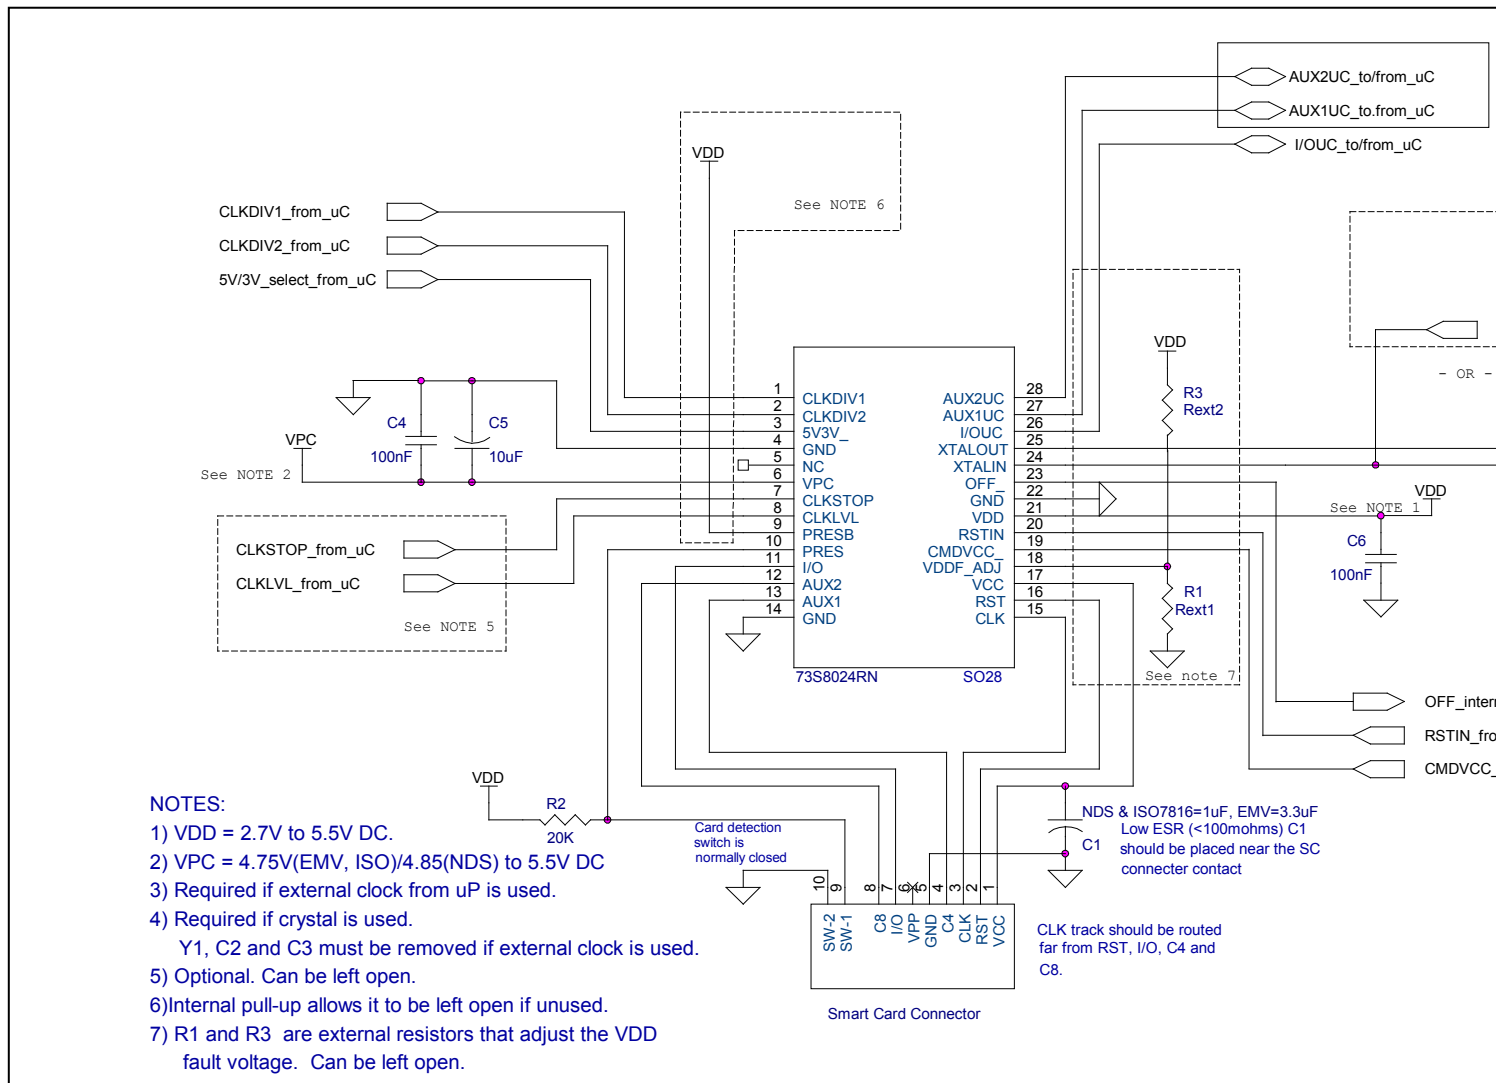 AUX2UC_to/from_uC
AUX1UC_to.from_uC
I/OUC_to/from_uC
VDD
See NOTE 6
CLKDIV1_from_uC
CLKDIV2_from_uC
5V/3V_select_from_uC
VDD
R3
Rext2
- OR -
C4
100nF
C5
10uF
VPC
See NOTE 2
1 CLKDIV1
2 CLKDIV2
3 5V3V_
4 GND
5 NC
6 VPC
7 CLKSTOP
8 CLKLVL
9 PRESB
10 PRES
11 I/O
12 AUX2
13 AUX1
14 GND
AUX2UC 28
AUX1UC 27
I/OUC 26
XTALOUT 25
XTALIN 24
OFF_ 23
GND 22
VDD 21
RSTIN 20
CMDVCC_ 19
VDDF_ADJ 18
VCC 17
RST 16
CLK 15
73S8024RN
SO28
VDD
See NOTE 1
C6
100nF
CLKSTOP_from_uC
CLKLVL_from_uC
See NOTE 5
R1
Rext1
See note 7
OFF_interr
RSTIN_fro
CMDVCC_
VDD
R2
20K
Card detection
switch is
normally closed
NDS & ISO7816=1uF, EMV=3.3uF
Low ESR (<100mohms) C1
should be placed near the SC
connecter contact
C1
10 SW-2
9 SW-1
8 C8
7 I/O
6 VPP
5 GND
4 C4
3 CLK
2 RST
1 VCC
Smart Card Connector
CLK track should be routed
far from RST, I/O, C4 and
C8.
NOTES:
1) VDD = 2.7V to 5.5V DC.
2) VPC = 4.75V(EMV, ISO)/4.85(NDS) to 5.5V DC
3) Required if external clock from uP is used.
4) Required if crystal is used.
Y1, C2 and C3 must be removed if external clock is used.
5) Optional. Can be left open.
6)Internal pull-up allows it to be left open if unused.
7) R1 and R3 are external resistors that adjust the VDD
fault voltage. Can be left open.